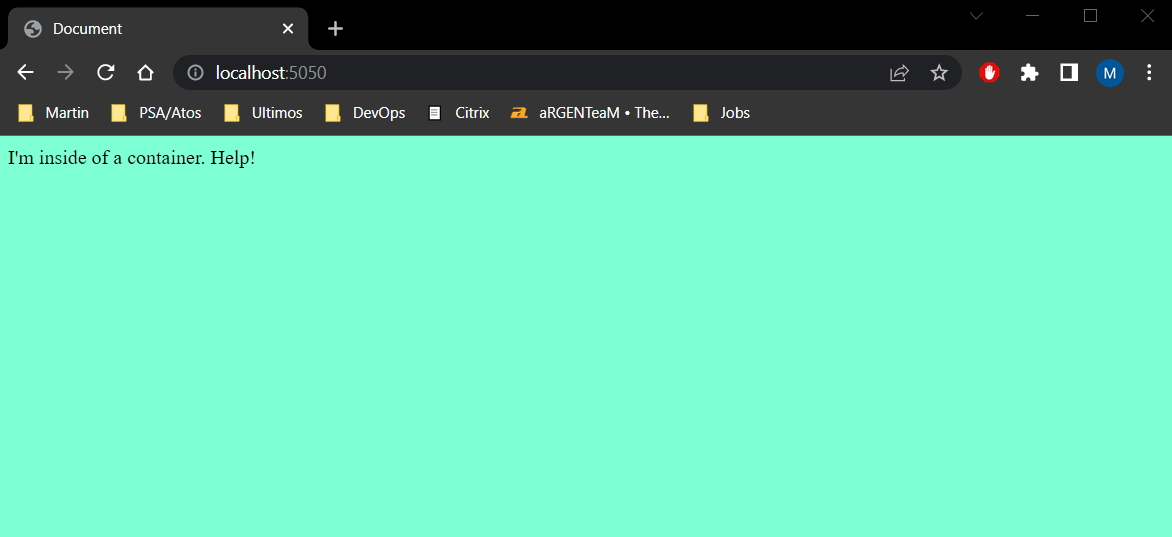 Document
localhost:5050
M
Martin PSA/Atos Ultimos DevOps Citrix aRGENTeaM • The... Jobs
I'm inside of a container. Help!